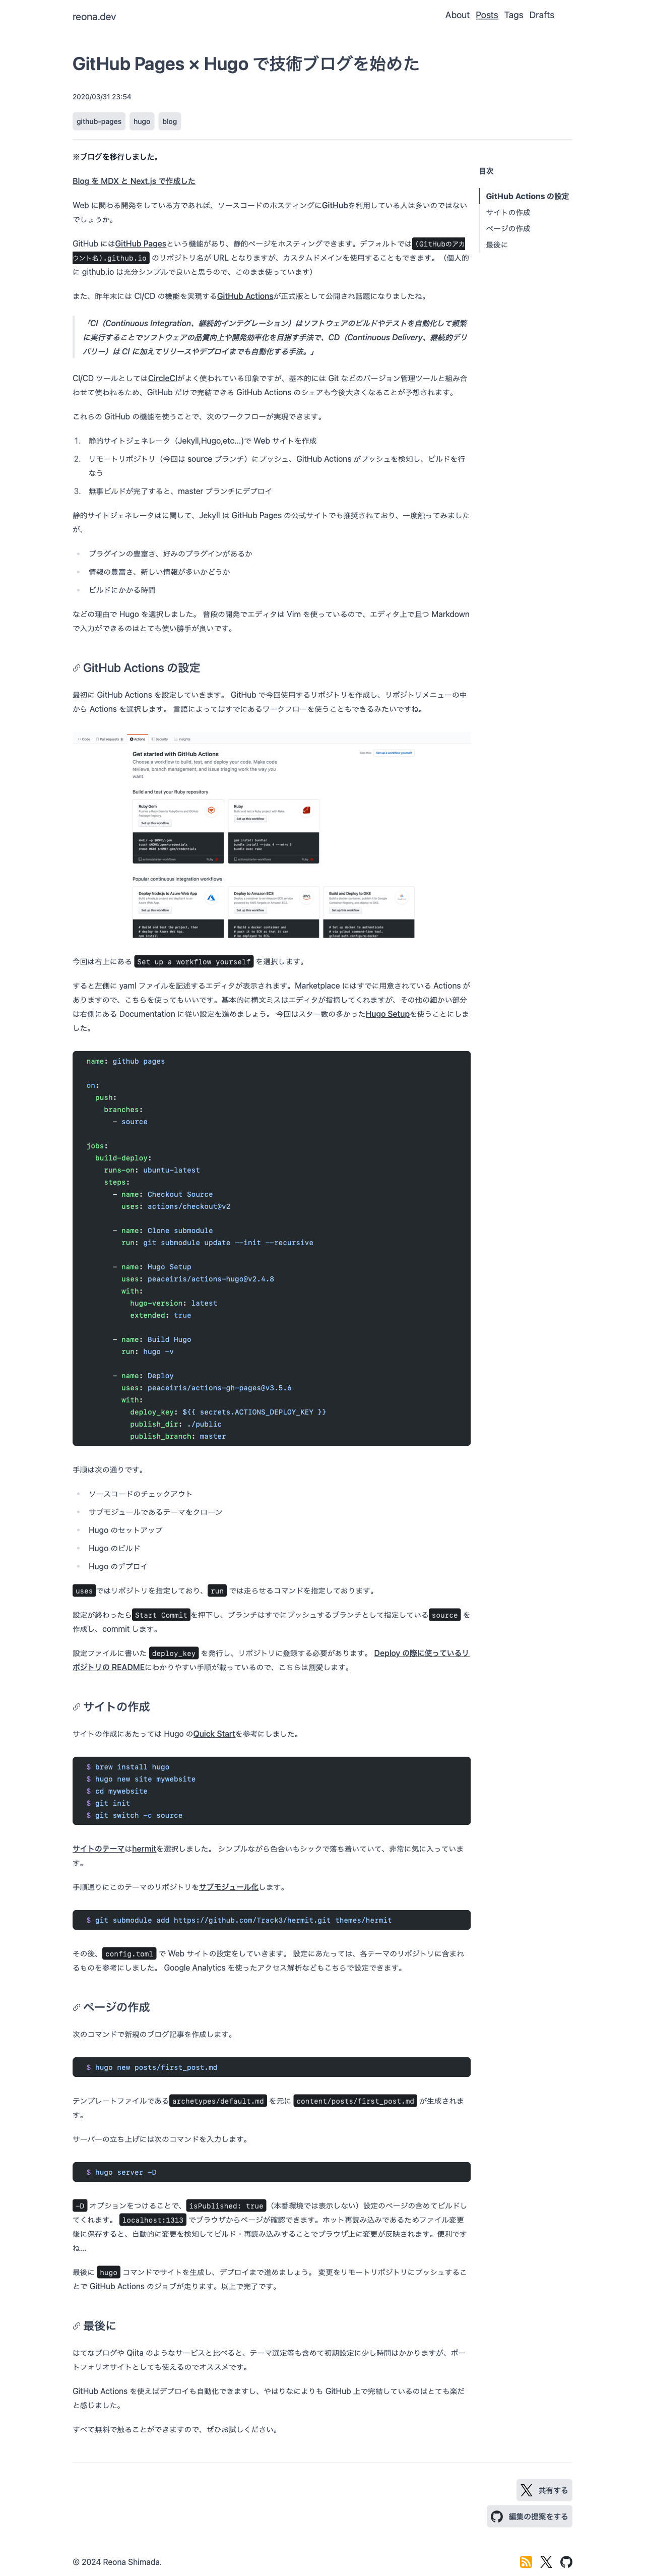 reona.dev
About Posts Tags Drafts
GitHub Pages × Hugo で技術ブログを始めた
2020/03/31 23:54
github-pages hugo blog
※ブログを移行しました。
Blog を MDX と Next.js で作成した
Web に関わる開発をしている方であれば、ソースコードのホスティングにGitHubを利用している人は多いのではない
でしょうか。
GitHub にはGitHub Pagesという機能があり、静的ページをホスティングできます。デフォルトでは(GitHubのアカ
ウント名).github.io のリポジトリ名が URL となりますが、カスタムドメインを使用することもできます。（個人的
に github.io は充分シンプルで良いと思うので、このまま使っています）
また、昨年末には CI/CD の機能を実現するGitHub Actionsが正式版として公開され話題になりましたね。
「CI（Continuous Integration、継続的インテグレーション）はソフトウェアのビルドやテストを自動化して頻繁
に実行することでソフトウェアの品質向上や開発効率化を目指す手法で、CD（Continuous Delivery、継続的デリ
バリー）は CI に加えてリリースやデプロイまでも自動化する手法。」
CI/CD ツールとしてはCircleCIがよく使われている印象ですが、基本的には Git などのバージョン管理ツールと組み合
わせて使われるため、GitHub だけで完結できる GitHub Actions のシェアも今後大きくなることが予想されます。
これらの GitHub の機能を使うことで、次のワークフローが実現できます。
1. 静的サイトジェネレータ（Jekyll,Hugo,etc...)で Web サイトを作成
2. リモートリポジトリ（今回は source ブランチ）にプッシュ、GitHub Actions がプッシュを検知し、ビルドを行
なう
3. 無事ビルドが完了すると、master ブランチにデプロイ
静的サイトジェネレータはに関して、Jekyll は GitHub Pages の公式サイトでも推奨されており、一度触ってみました
が、
プラグインの豊富さ、好みのプラグインがあるか
情報の豊富さ、新しい情報が多いかどうか
ビルドにかかる時間
などの理由で Hugo を選択しました。 普段の開発でエディタは Vim を使っているので、エディタ上で且つ Markdown
で入力ができるのはとても使い勝手が良いです。
目次
GitHub Actions の設定
サイトの作成
ページの作成
最後に
GitHub Actions の設定
最初に GitHub Actions を設定していきます。 GitHub で今回使用するリポジトリを作成し、リポジトリメニューの中
から Actions を選択します。 言語によってはすでにあるワークフローを使うこともできるみたいですね。
Code Pull requests Actions Security Insights
Get started with GitHub Actions
Choose a workflow to build, test, and deploy your code. Make code
reviews, branch management, and issue triaging work the way you
want.
Skip this: Set up a workflow yourself
Build and test your Ruby repository
Ruby Gem
Ruby
Set up this workflow
Set up this workflow
Popular continuous integration workflows
Deploy Node.js to Azure Web App
Deploy to Amazon ECS
Build and Deploy to GKE
Set up this workflow
Set up this workflow
Set up this workflow
今回は右上にある Set up a workflow yourself を選択します。
すると左側に yaml ファイルを記述するエディタが表示されます。Marketplace にはすでに用意されている Actions が
ありますので、こちらを使ってもいいです。基本的に構文ミスはエディタが指摘してくれますが、その他の細かい部分
は右側にある Documentation に従い設定を進めましょう。 今回はスター数の多かったHugo Setupを使うことにしま
した。
name: github pages
on:
push:
branches:
- source
jobs:
build-deploy:
runs-on: ubuntu-latest
steps:
- name: Checkout Source
uses: actions/checkout@v2
- name: Clone submodule
run: git submodule update --init --recursive
- name: Hugo Setup
uses: peaceiris/actions-hugo@v2.4.8
with:
hugo-version: latest
extended: true
- name: Build Hugo
run: hugo -v
- name: Deploy
uses: peaceiris/actions-gh-pages@v3.5.6
with:
deploy_key: ${{ secrets.ACTIONS_DEPLOY_KEY }}
publish_dir: ./public
publish_branch: master
手順は次の通りです。
ソースコードのチェックアウト
サブモジュールであるテーマをクローン
Hugo のセットアップ
Hugo のビルド
Hugo のデプロイ
uses ではリポジトリを指定しており、 run では走らせるコマンドを指定しております。
設定が終わったら Start Commit を押下し、ブランチはすでにプッシュするブランチとして指定している source を
作成し、commit します。
設定ファイルに書いた deploy_key を発行し、リポジトリに登録する必要があります。 Deploy の際に使っているリ
ポジトリの READMEにわかりやすい手順が載っているので、こちらは割愛します。
サイトの作成
サイトの作成にあたっては Hugo のQuick Startを参考にしました。
$ brew install hugo
$ hugo new site mywebsite
$ cd mywebsite
$ git init
$ git switch -c source
サイトのテーマはhermitを選択しました。 シンプルながら色合いもシックで落ち着いていて、非常に気に入っていま
す。
手順通りにこのテーマのリポジトリをサブモジュール化します。
$ git submodule add https://github.com/Track3/hermit.git themes/hermit
その後、 config.toml で Web サイトの設定をしていきます。 設定にあたっては、各テーマのリポジトリに含まれ
るものを参考にしました。 Google Analytics を使ったアクセス解析などもこちらで設定できます。
ページの作成
次のコマンドで新規のブログ記事を作成します。
$ hugo new posts/first_post.md
テンプレートファイルである archetypes/default.md を元に content/posts/first_post.md が生成されま
す。
サーバーの立ち上げには次のコマンドを入力します。
$ hugo server -D
-D オプションをつけることで、 isPublished: true （本番環境では表示しない）設定のページの含めてビルドし
てくれます。 localhost:1313 でブラウザからページが確認できます。ホット再読み込みであるためファイル変更
後に保存すると、自動的に変更を検知してビルド・再読み込みすることでブラウザ上に変更が反映されます。便利です
ね...
最後に hugo コマンドでサイトを生成し、デプロイまで進めましょう。 変更をリモートリポジトリにプッシュするこ
とで GitHub Actions のジョブが走ります。以上で完了です。
最後に
はてなブログや Qiita のようなサービスと比べると、テーマ選定等も含めて初期設定に少し時間はかかりますが、ポー
トフォリオサイトとしても使えるのでオススメです。
GitHub Actions を使えばデプロイも自動化できますし、やはりなによりも GitHub 上で完結しているのはとても楽だ
と感じました。
すべて無料で触ることができますので、ぜひお試しください。
共有する
編集の提案をする
© 2024 Reona Shimada.